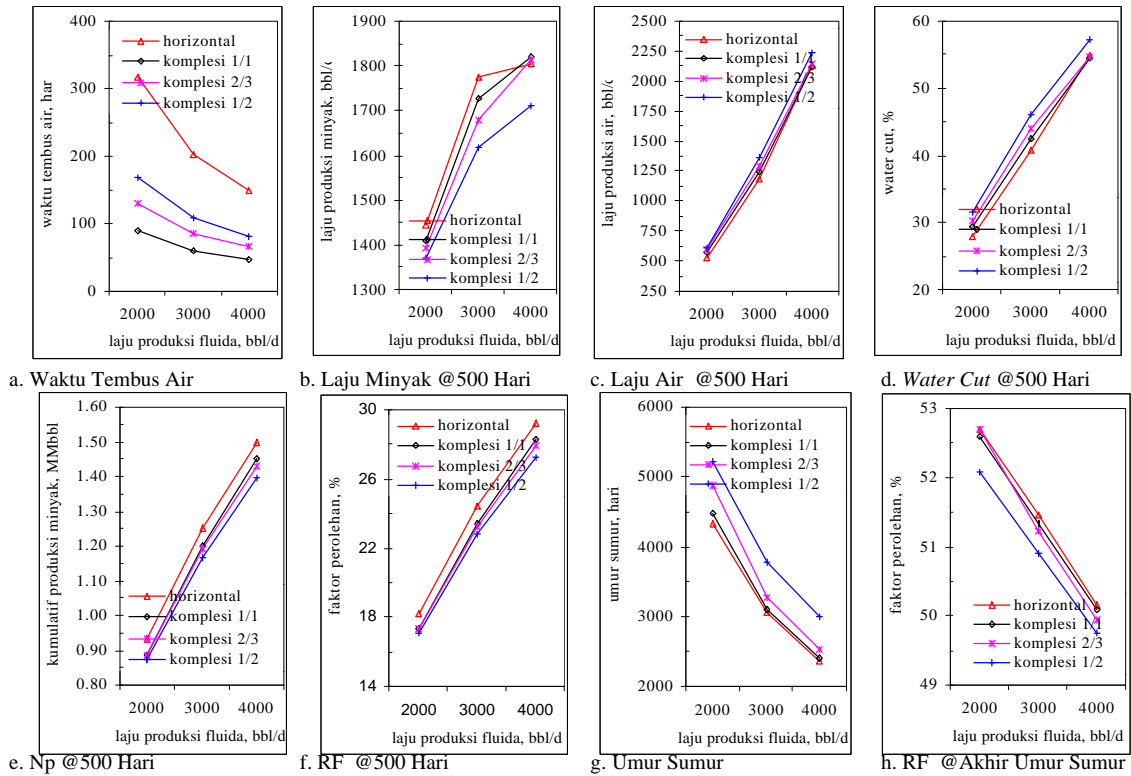 waktu tembus air, har
400
300
200
100
0
horizontal
komplesi 1/1
komplesi 2/3
komplesi 1/2
2000 3000 4000
laju produksi fluida, bbl/d
a. Waktu Tembus Air
laju produksi minyak, bbl/
1900
1800
1700
1600
1500
1400
1300
horizontal
komplesi 1/1
komplesi 2/3
komplesi 1/2
2000 3000 4000
laju produksi fluida, bbl/d
b. Laju Minyak @500 Hari
laju produksi air, bbl/
2500
2250
2000
1750
1500
1250
1000
750
500
250
horizontal
komplesi 1/1
komplesi 2/3
komplesi 1/2
2000 3000 4000
laju produksi fluida, bbl/d
c. Laju Air @500 Hari
water cut, %
60
50
40
30
20
horizontal
komplesi 1/1
komplesi 2/3
komplesi 1/2
2000 3000 4000
laju produksi fluida, bbl/d
d. Water Cut @500 Hari
kumulatif produksi minyak, MMbbl
1.60
1.50
1.40
1.30
1.20
1.10
1.00
0.90
0.80
horizontal
komplesi 1/1
komplesi 2/3
komplesi 1/2
2000 3000 4000
laju produksi fluida, bbl/d
e. Np @500 Hari
faktor perolehan, %
30
26
22
18
14
horizontal
komplesi 1/1
komplesi 2/3
komplesi 1/2
2000 3000 4000
laju produksi fluida, bbl/d
f. RF @500 Hari
umur sumur, hari
6000
5000
4000
3000
2000
horizontal
komplesi 1/1
komplesi 2/3
komplesi 1/2
2000 3000 4000
laju produksi fluida, bbl/d
g. Umur Sumur
faktor perolehan, %
53
52
51
50
49
horizontal
komplesi 1/1
komplesi 2/3
komplesi 1/2
2000 3000 4000
laju produksi fluida, bbl/d
h. RF @Akhir Umur Sumur